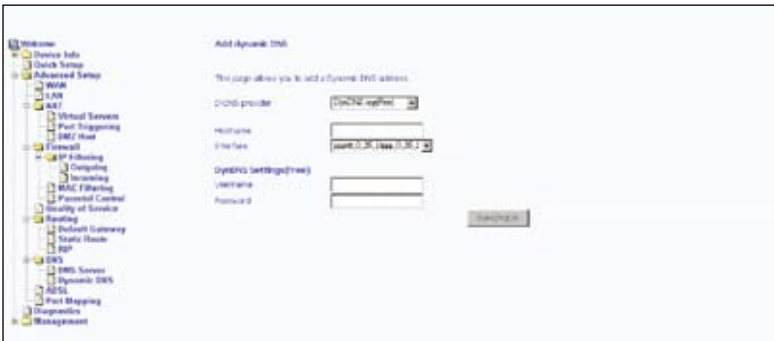 Welcome
Device Info
Quick Setup
Advanced Setup
WAN
LAN
NAT
Virtual Servers
Port Triggering
DMZ Host
Firewall
IP Filtering
Outgoing
Incoming
MAC Filtering
Parental Control
Quality of Service
Routing
Default Gateway
Static Route
RIP
DNS
DNS Server
Dynamic DNS
ADSL
Port Mapping
Diagnostics
Management
Add dynamic DNS
This page allows you to add a Dynamic DNS address
D-DNS provider
Hostname
Interface
DynDNS Settings(Free)
Username
Password